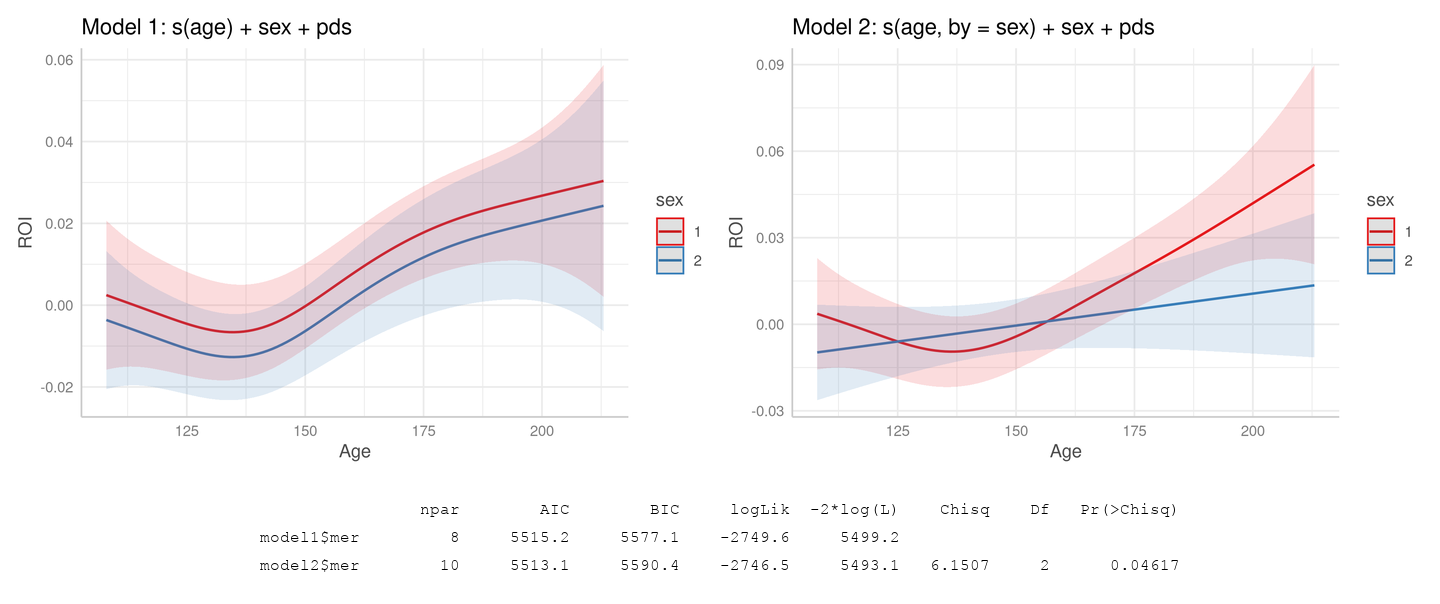 Model 1: s(age) + sex + pds
0.06
0.04
0.02
0.00
-0.02
ROI
125 150 175 200
Age
sex
1
2
Model 2: s(age, by = sex) + sex + pds
0.09
0.06
0.03
0.00
-0.03
ROI
125 150 175 200
Age
sex
1
2
npar AIC BIC logLik -2*log(L) Chisq Df Pr(>Chisq)
model1$mer 8 5515.2 5577.1 -2749.6 5499.2
model2$mer 10 5513.1 5590.4 -2746.5 5493.1 6.1507 2 0.04617